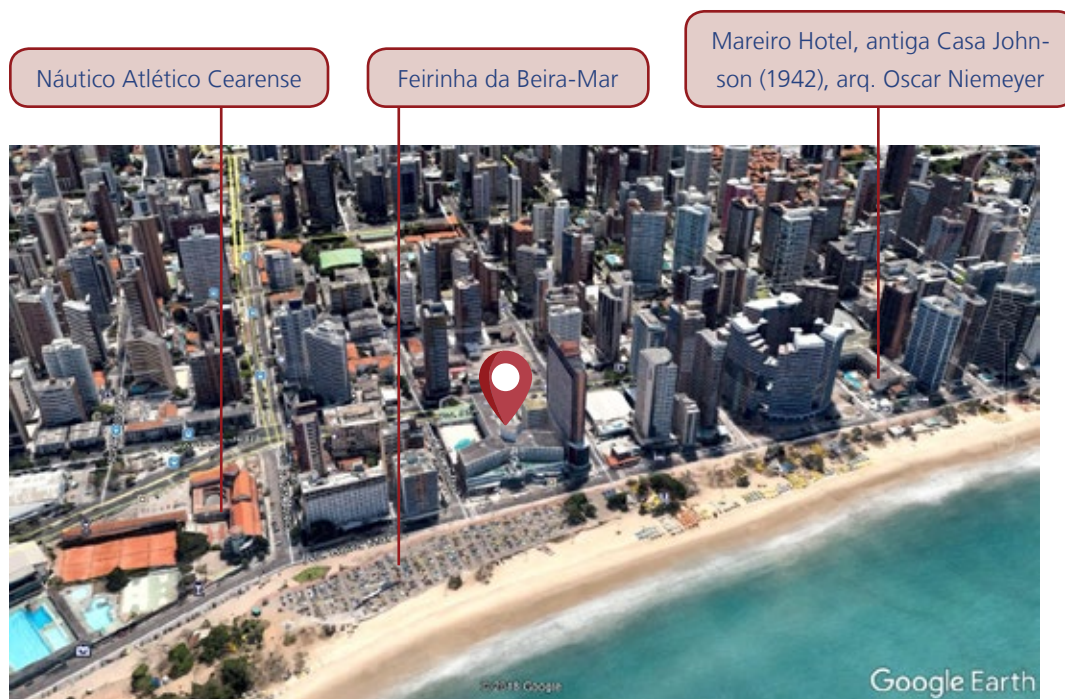 Náutico Atlético Cearense
Feirinha da Beira-Mar
Mareiro Hotel, antiga Casa John-
son (1942), arq. Oscar Niemeyer
Google Earth